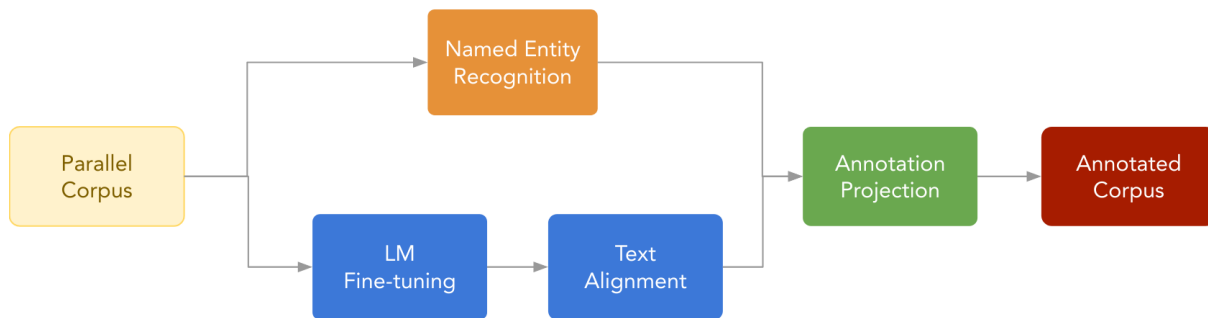 Named Entity
Recognition
Parallel
Corpus
Annotation
Projection
Annotated
Corpus
LM
Fine-tuning
Text
Alignment